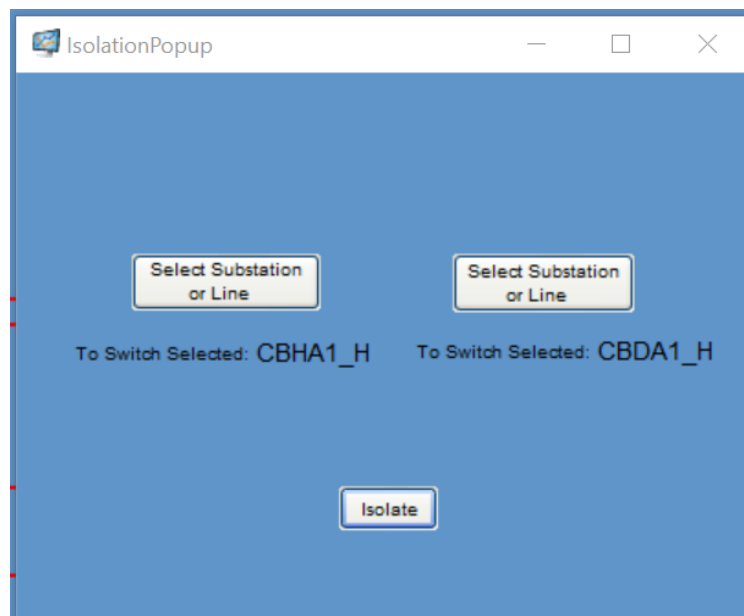 IsolationPopup
Select Substation
or Line
Select Substation
or Line
To Switch Selected: CBHA1_H
To Switch Selected: CBDA1_H
Isolate